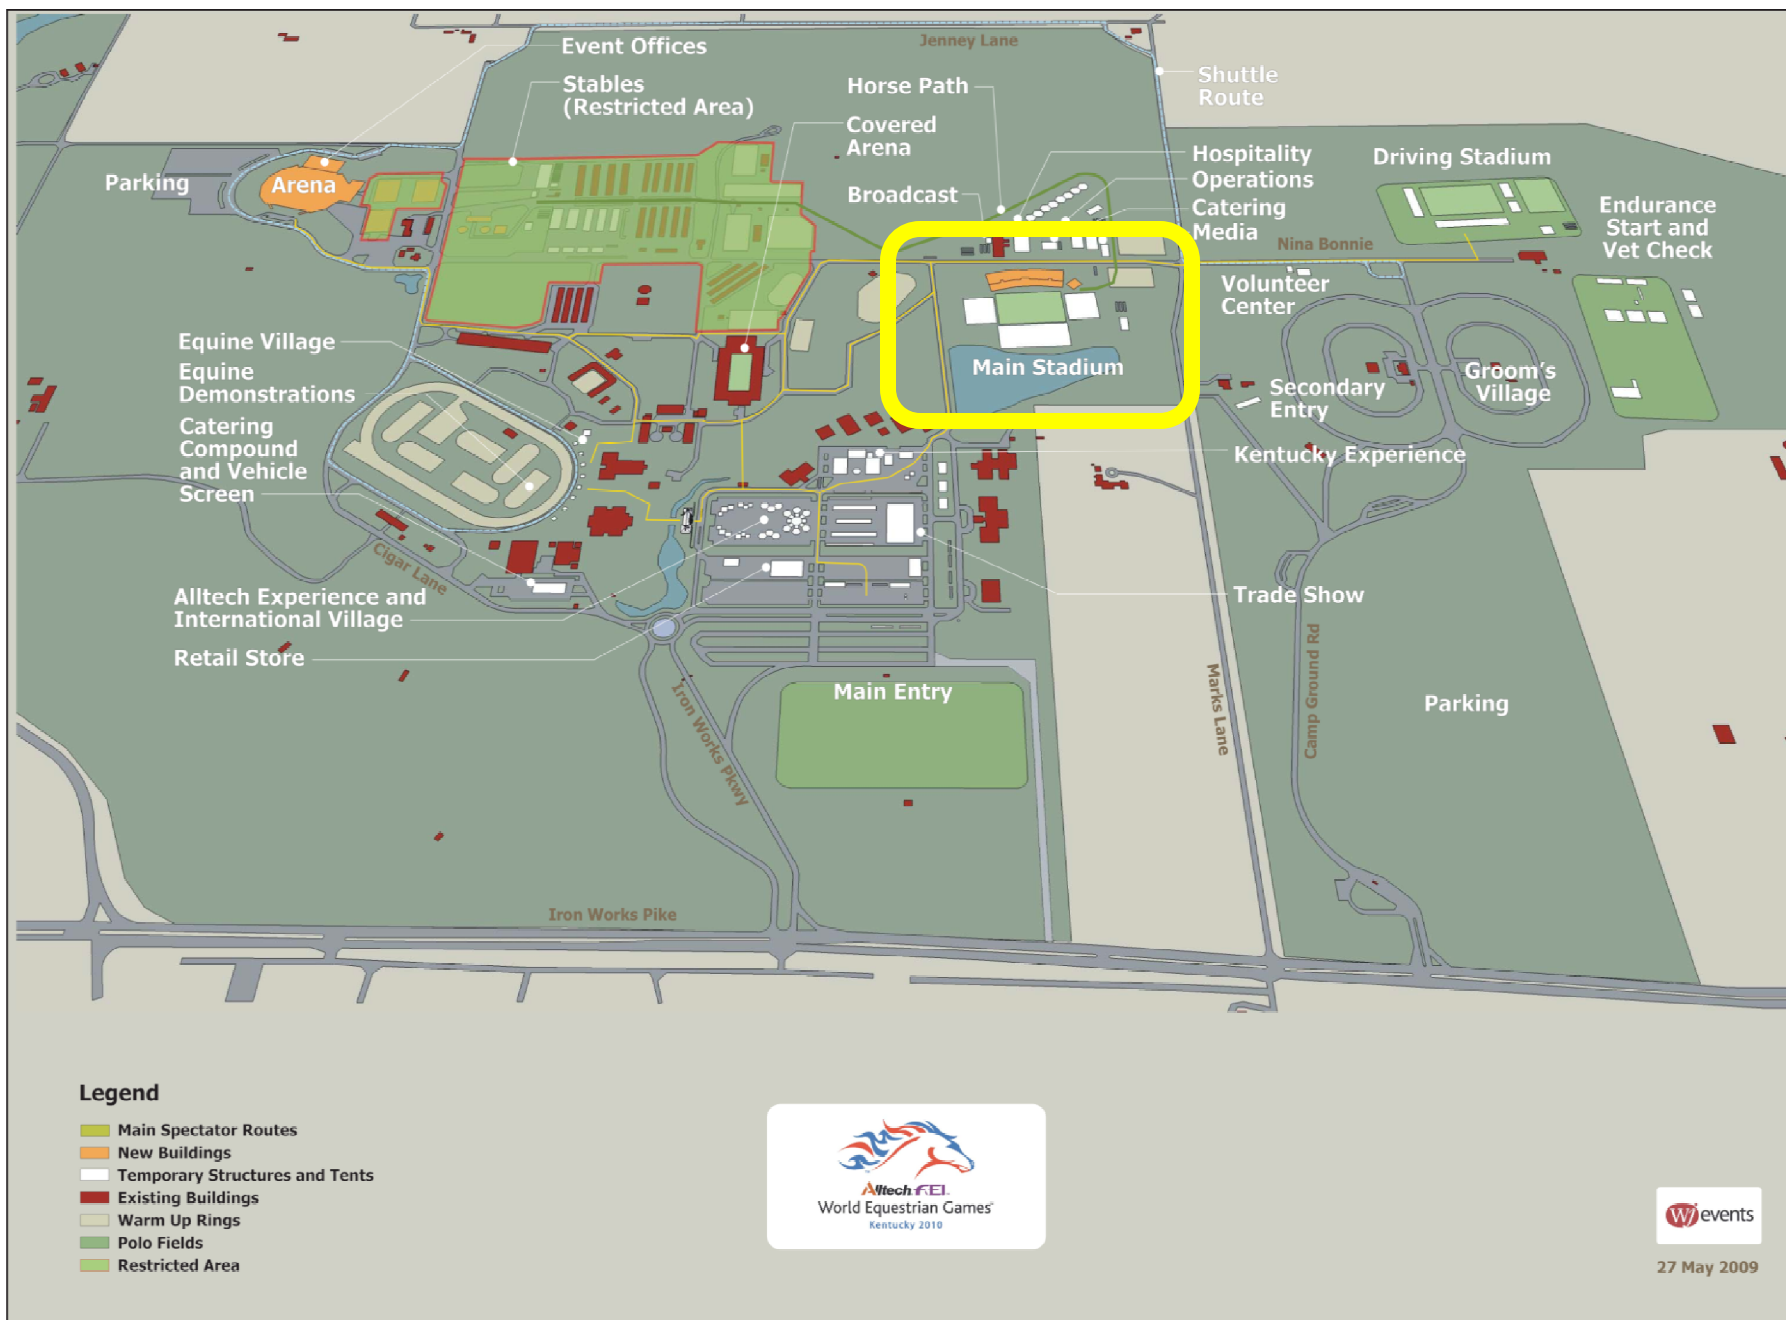 Jenney Lane
Event Offices
Stables
(Restricted Area)
Horse Path
Covered
Arena
Shuttle
Route
Hospitality
Operations
Catering
Media
Broadcast
Driving Stadium
Endurance
Start and
Vet Check
Parking
Arena
Nina Bonnie
Volunteer
Center
Main Stadium
Secondary
Entry
Groom's
Village
Equine Village
Equine
Demonstrations
Catering
Compound
and Vehicle
Screen
Kentucky Experience
Cigar Lane
Alltech Experience and
International Village
Retail Store
Trade Show
Main Entry
Iron Works Pkwy
Marks Lane
Camp Ground Rd
Parking
Iron Works Pike
Legend
Main Spectator Routes
New Buildings
Temporary Structures and Tents
Existing Buildings
Warm Up Rings
Polo Fields
Restricted Area
Alltech FEI
World Equestrian Games
Kentucky 2010
WJ events
27 May 2009